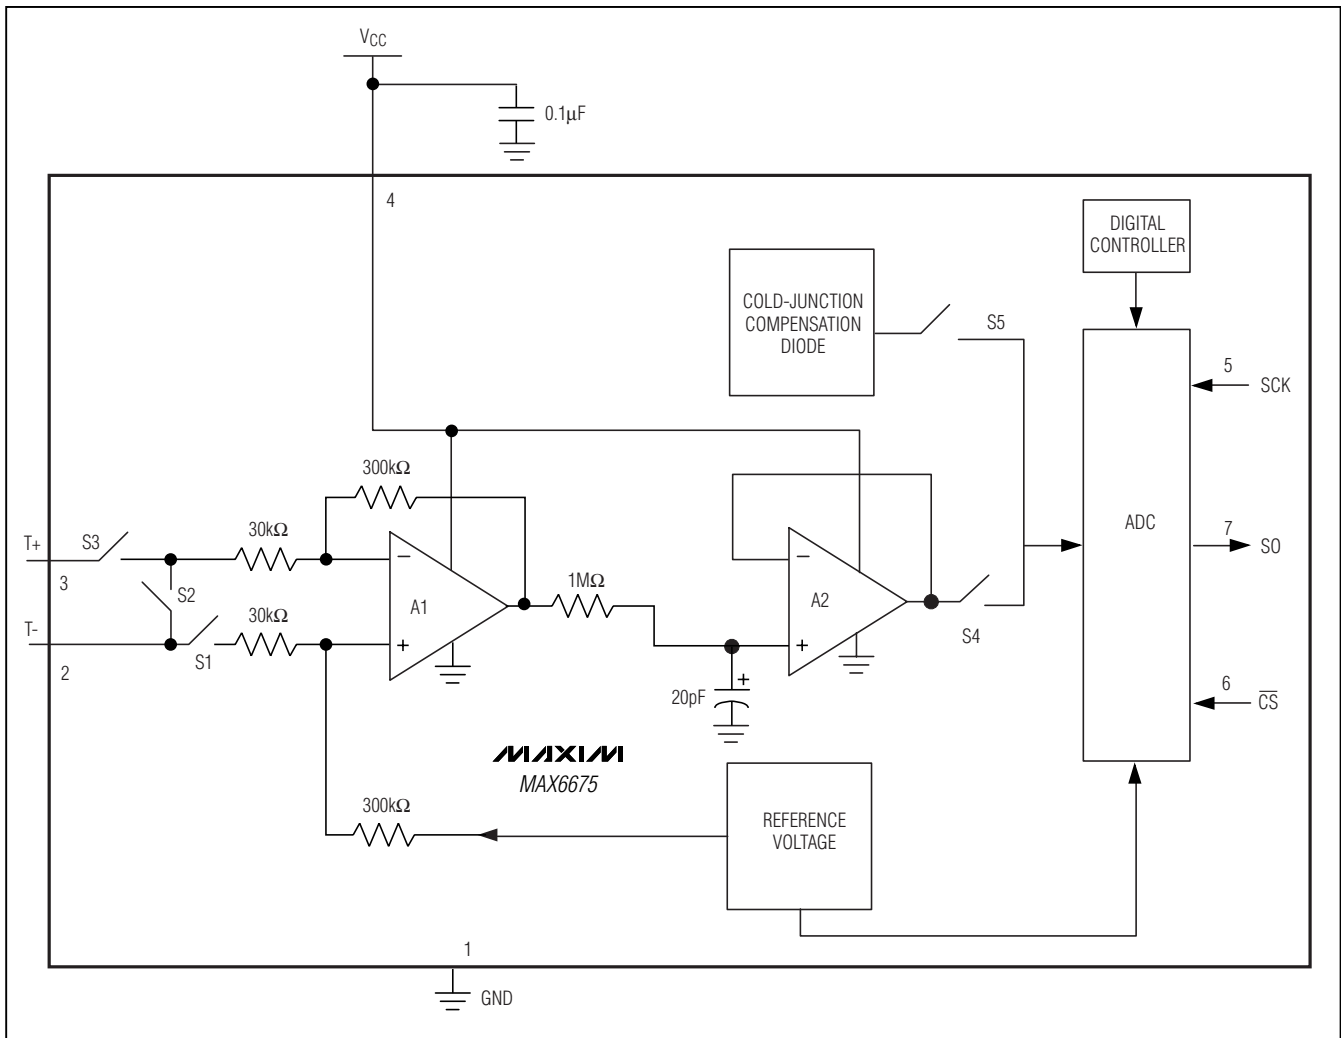 VCC
0.1µF
4
DIGITAL
CONTROLLER
COLD-JUNCTION
COMPENSATION
DIODE
S5
5
SCK
300kΩ
30kΩ
T+
S3
3
S2
−
A1
+
1MΩ
−
A2
+
ADC
7
SO
T-
2
S1
30kΩ
S4
20pF
+
6
CS
MAXIM
MAX6675
300kΩ
REFERENCE
VOLTAGE
1
GND